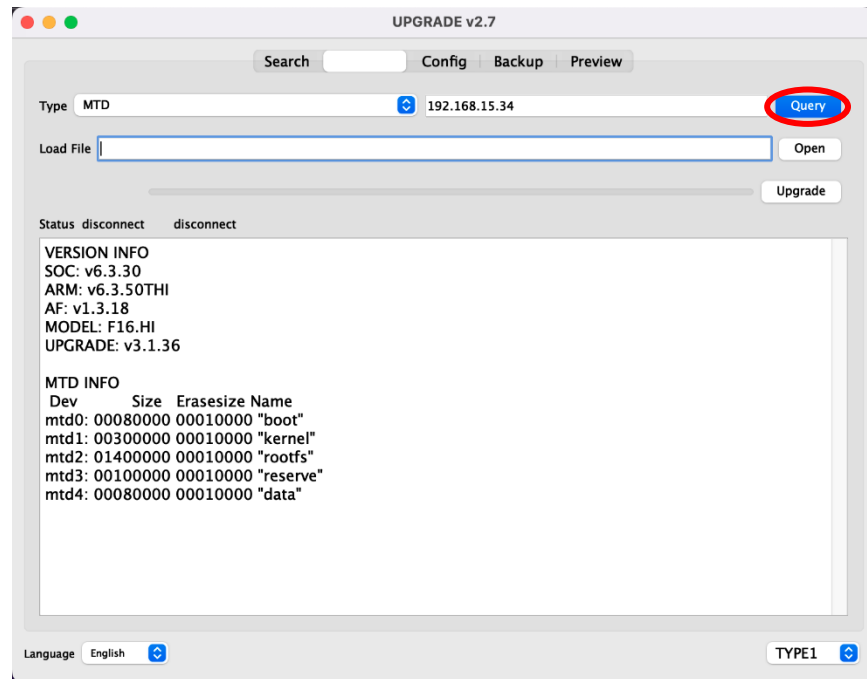 UPGRADE v2.7
Search Config Backup Preview
Type MTD 192.168.15.34 Query
Load File Open
Upgrade
Status disconnect disconnect
VERSION INFO
SOC: v6.3.30
ARM: v6.3.50THI
AF: v1.3.18
MODEL: F16.HI
UPGRADE: v3.1.36
MTD INFO
Dev Size Erasesize Name
mtd0: 00080000 00010000 "boot"
mtd1: 00300000 00010000 "kernel"
mtd2: 01400000 00010000 "rootfs"
mtd3: 00100000 00010000 "reserve"
mtd4: 00080000 00010000 "data"
Language English TYPE1